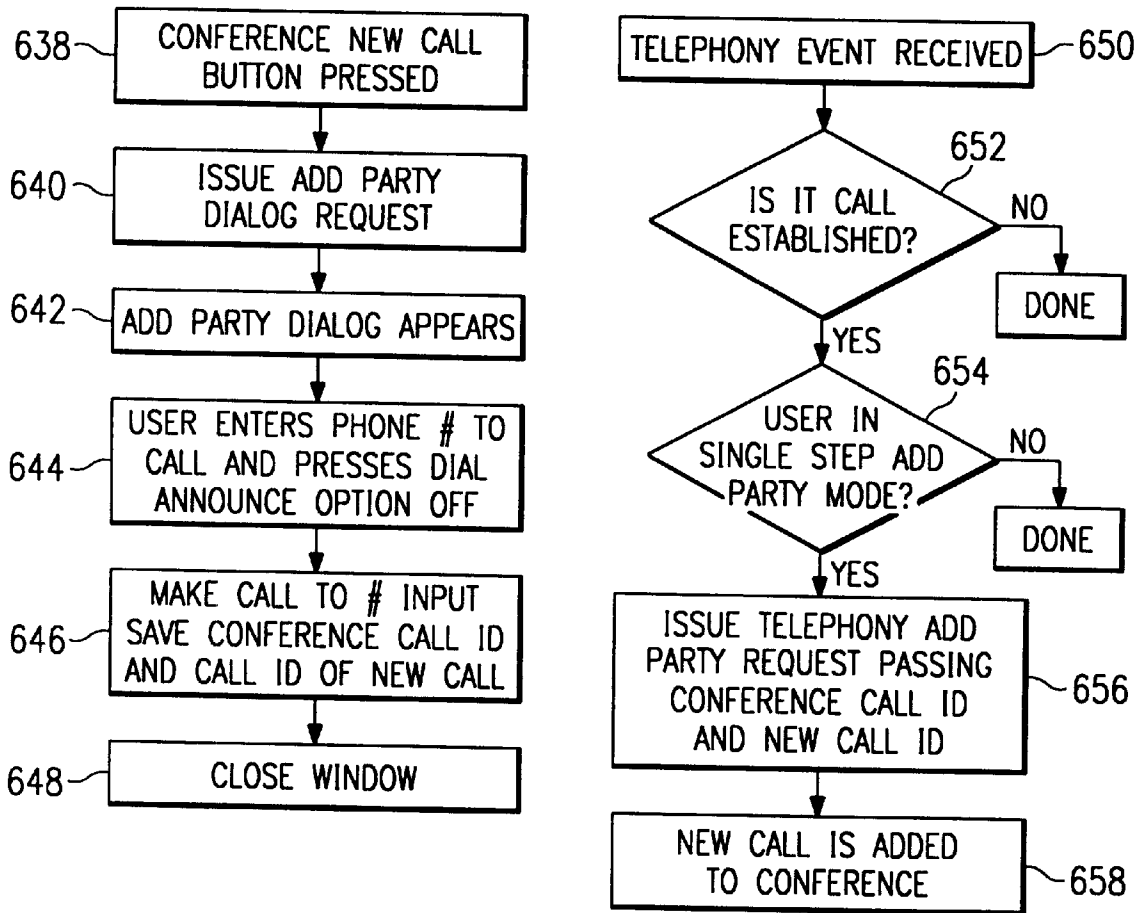 638
CONFERENCE NEW CALL
BUTTON PRESSED
640
ISSUE ADD PARTY
DIALOG REQUEST
642
ADD PARTY DIALOG APPEARS
644
USER ENTERS PHONE # TO
CALL AND PRESSES DIAL
ANNOUNCE OPTION OFF
646
MAKE CALL TO # INPUT
SAVE CONFERENCE CALL ID
AND CALL ID OF NEW CALL
648
CLOSE WINDOW
TELEPHONY EVENT RECEIVED
650
652
IS IT CALL
ESTABLISHED?
NO
DONE
YES
654
USER IN
SINGLE STEP ADD
PARTY MODE?
NO
DONE
YES
ISSUE TELEPHONY ADD
PARTY REQUEST PASSING
CONFERENCE CALL ID
AND NEW CALL ID
656
NEW CALL IS ADDED
TO CONFERENCE
658